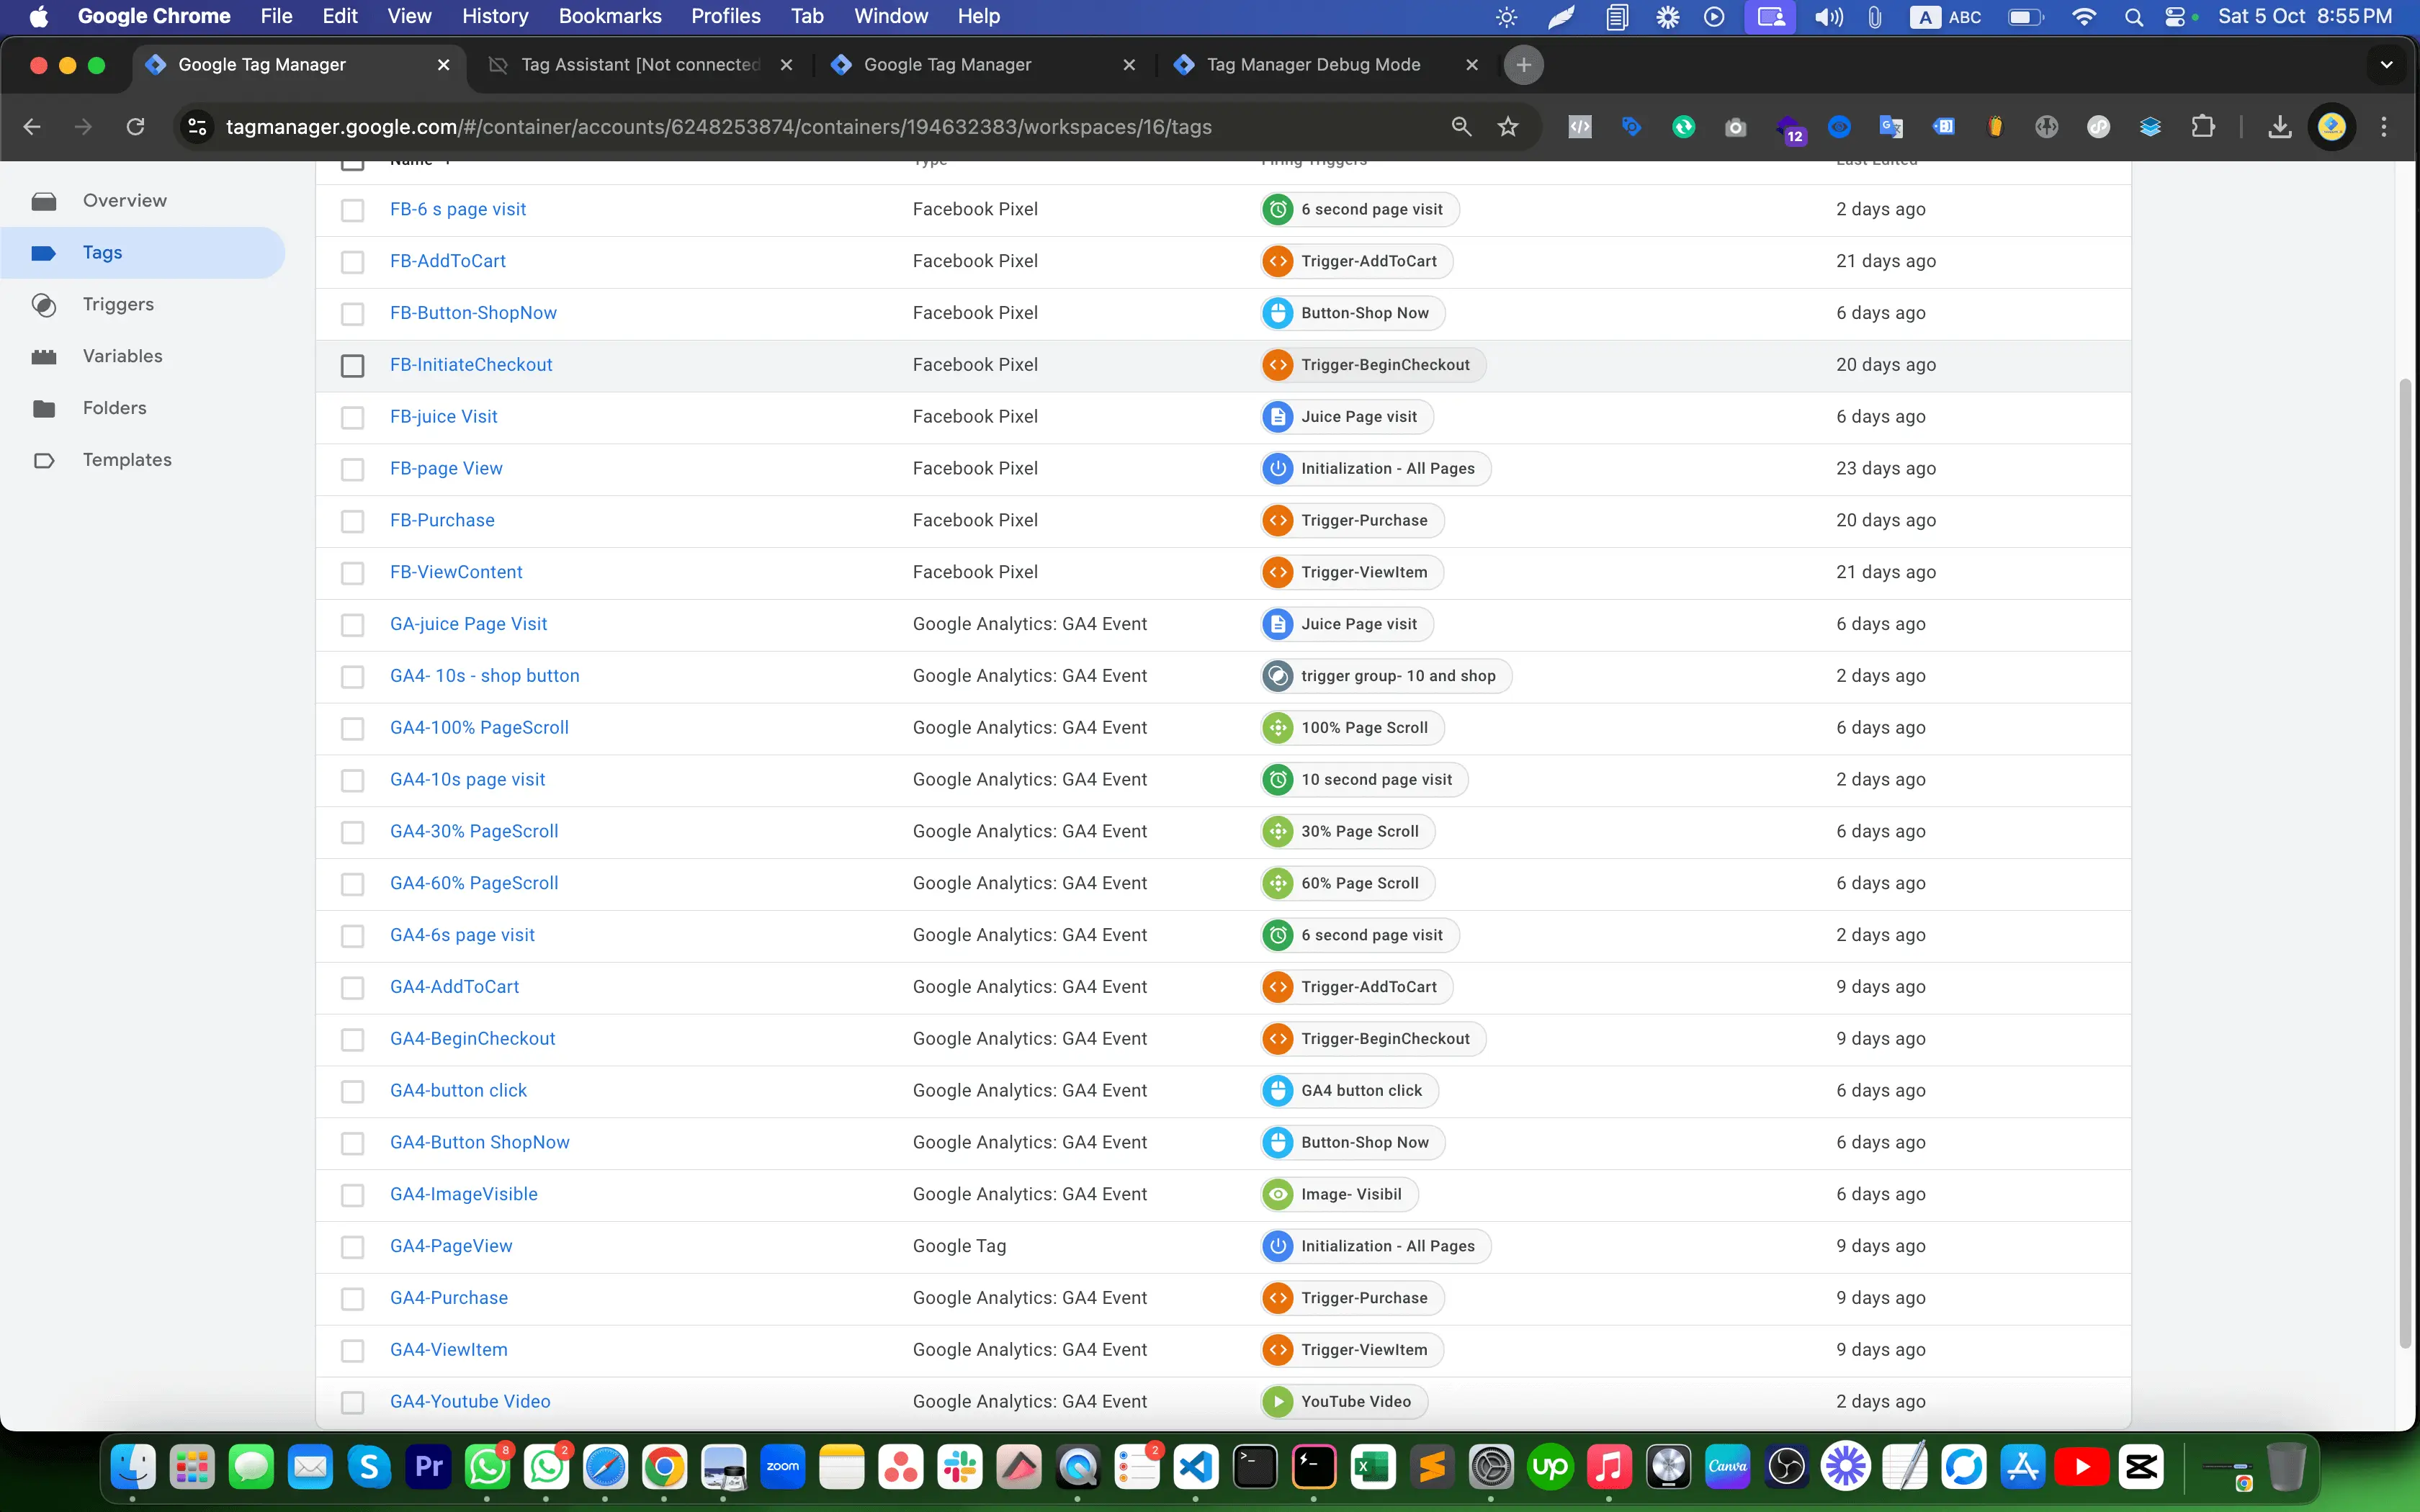 Google Chrome File Edit View History Bookmarks Profiles Tab Window Help A ABC Sat 5 Oct 8:55 PM
Google Tag Manager Tag Assistant [Not connected Google Tag Manager Tag Manager Debug Mode
tagmanager.google.com/#/container/accounts/6248253874/containers/194632383/workspaces/16/tags 12
Name Type Firing Triggers Last Edited
Overview
Tags
Triggers
Variables
Folders
Templates
FB-6 s page visit Facebook Pixel 6 second page visit 2 days ago
FB-AddToCart Facebook Pixel Trigger-AddToCart 21 days ago
FB-Button-ShopNow Facebook Pixel Button-Shop Now 6 days ago
FB-InitiateCheckout Facebook Pixel Trigger-BeginCheckout 20 days ago
FB-juice Visit Facebook Pixel Juice Page visit 6 days ago
FB-page View Facebook Pixel Initialization - All Pages 23 days ago
FB-Purchase Facebook Pixel Trigger-Purchase 20 days ago
FB-ViewContent Facebook Pixel Trigger-ViewItem 21 days ago
GA-juice Page Visit Google Analytics: GA4 Event Juice Page visit 6 days ago
GA4- 10s - shop button Google Analytics: GA4 Event trigger group- 10 and shop 2 days ago
GA4-100% PageScroll Google Analytics: GA4 Event 100% Page Scroll 6 days ago
GA4-10s page visit Google Analytics: GA4 Event 10 second page visit 2 days ago
GA4-30% PageScroll Google Analytics: GA4 Event 30% Page Scroll 6 days ago
GA4-60% PageScroll Google Analytics: GA4 Event 60% Page Scroll 6 days ago
GA4-6s page visit Google Analytics: GA4 Event 6 second page visit 2 days ago
GA4-AddToCart Google Analytics: GA4 Event Trigger-AddToCart 9 days ago
GA4-BeginCheckout Google Analytics: GA4 Event Trigger-BeginCheckout 9 days ago
GA4-button click Google Analytics: GA4 Event GA4 button click 6 days ago
GA4-Button ShopNow Google Analytics: GA4 Event Button-Shop Now 6 days ago
GA4-ImageVisible Google Analytics: GA4 Event Image- Visibil 6 days ago
GA4-PageView Google Tag Initialization - All Pages 9 days ago
GA4-Purchase Google Analytics: GA4 Event Trigger-Purchase 9 days ago
GA4-ViewItem Google Analytics: GA4 Event Trigger-ViewItem 9 days ago
GA4-Youtube Video Google Analytics: GA4 Event YouTube Video 2 days ago
S Pr 8 2 zoom 2 X up Canva